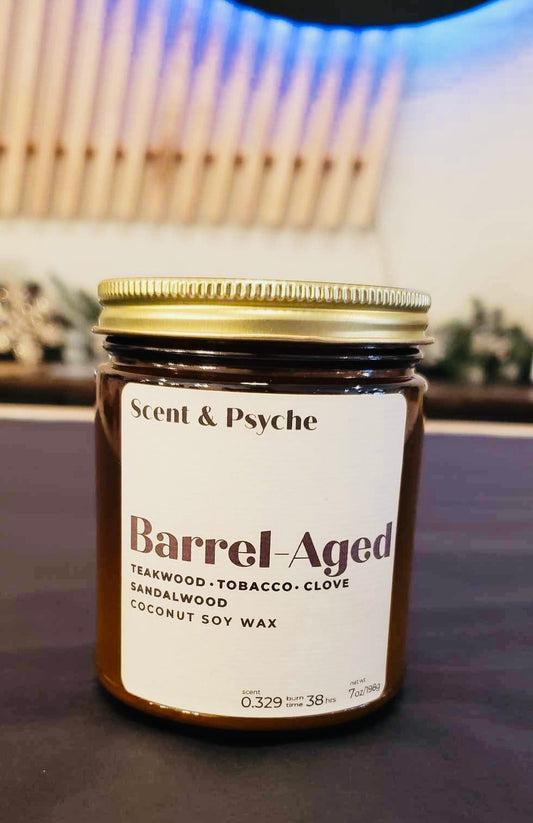 Scent & Psyche
Barrel-Aged
TEAKWOOD • TOBACCO • CLOVE
SANDALWOOD
COCONUT SOY WAX
scent
0.329
burn
time 38 hrs
net wt
7oz/198g